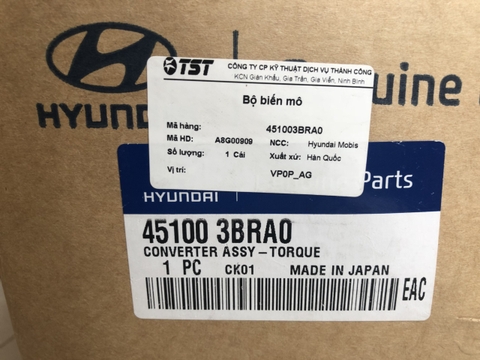 HYUNDAI
Genuine
TST
CÔNG TY CP KỸ THUẬT DỊCH VỤ THÀNH CÔNG
KCN Gián Khẩu, Gia Trấn, Gia Viễn, Ninh Bình
Bộ biến mô
Mã hàng: 451003BRA0
Mã HD: A8G00909 NCC: Hyundai Mobis
Số lượng: 1 Cái Xuất xứ: Hàn Quốc
Vị trí: VP0P_AG
Parts
HYUNDAI
45100 3BRA0
CONVERTER ASSY-TORQUE
1 PC CK01 MADE IN JAPAN
EAC